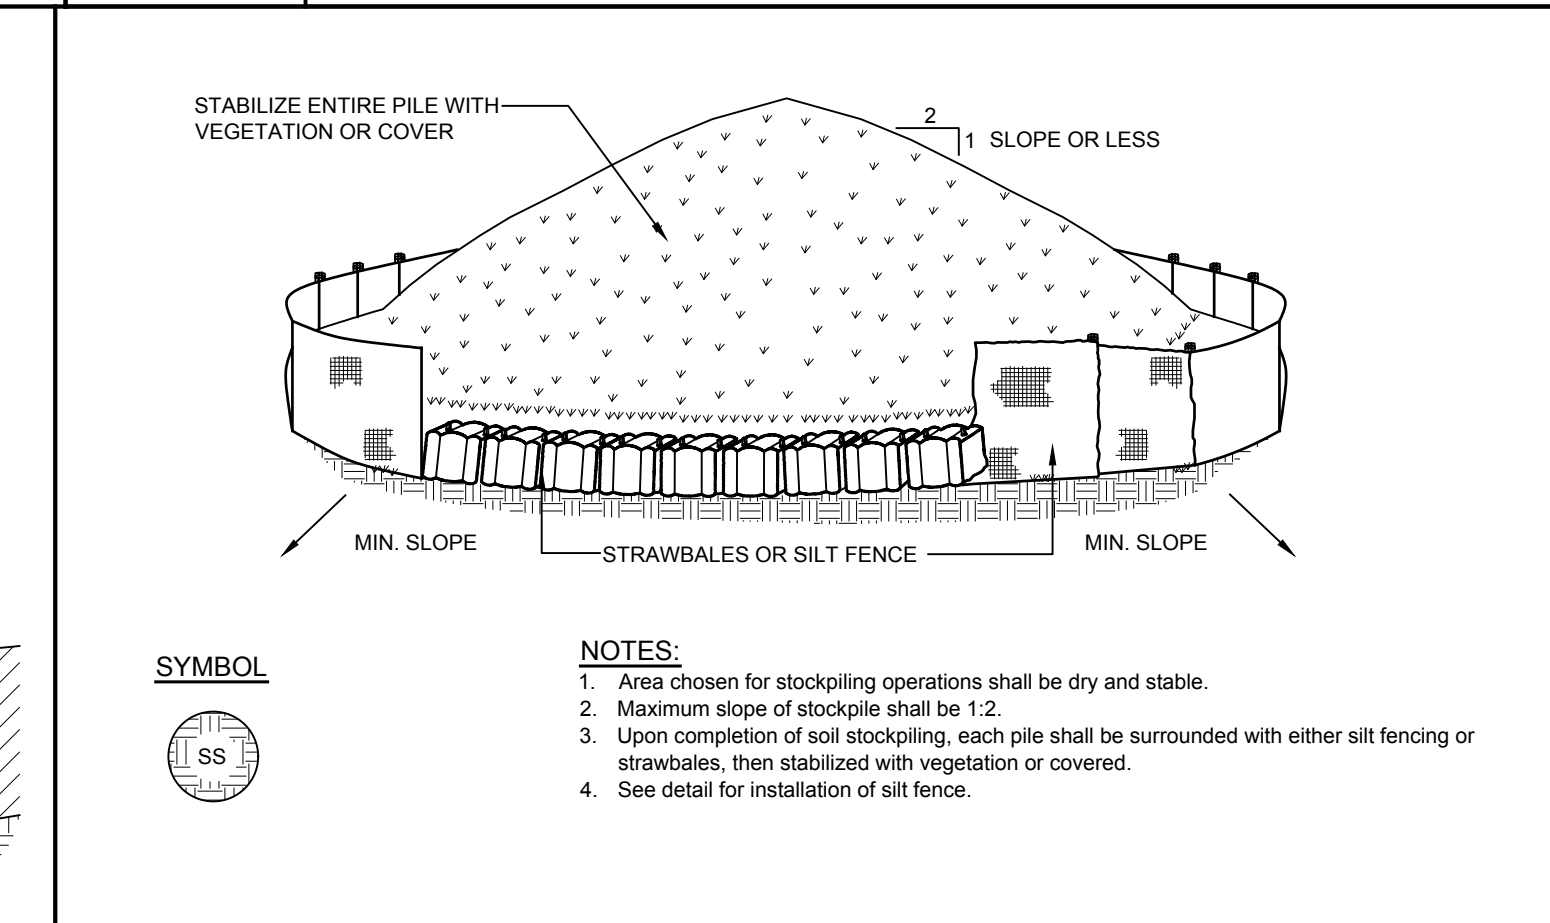 STABILIZE ENTIRE PILE WITH
VEGETATION OR COVER
2
1 SLOPE OR LESS
MIN. SLOPE
STRAWBALES OR SILT FENCE
MIN. SLOPE
SYMBOL
SS
NOTES:
1. Area chosen for stockpiling operations shall be dry and stable.
2. Maximum slope of stockpile shall be 1:2.
3. Upon completion of soil stockpiling, each pile shall be surrounded with either silt fencing or
strawbales, then stabilized with vegetation or covered.
4. See detail for installation of silt fence.